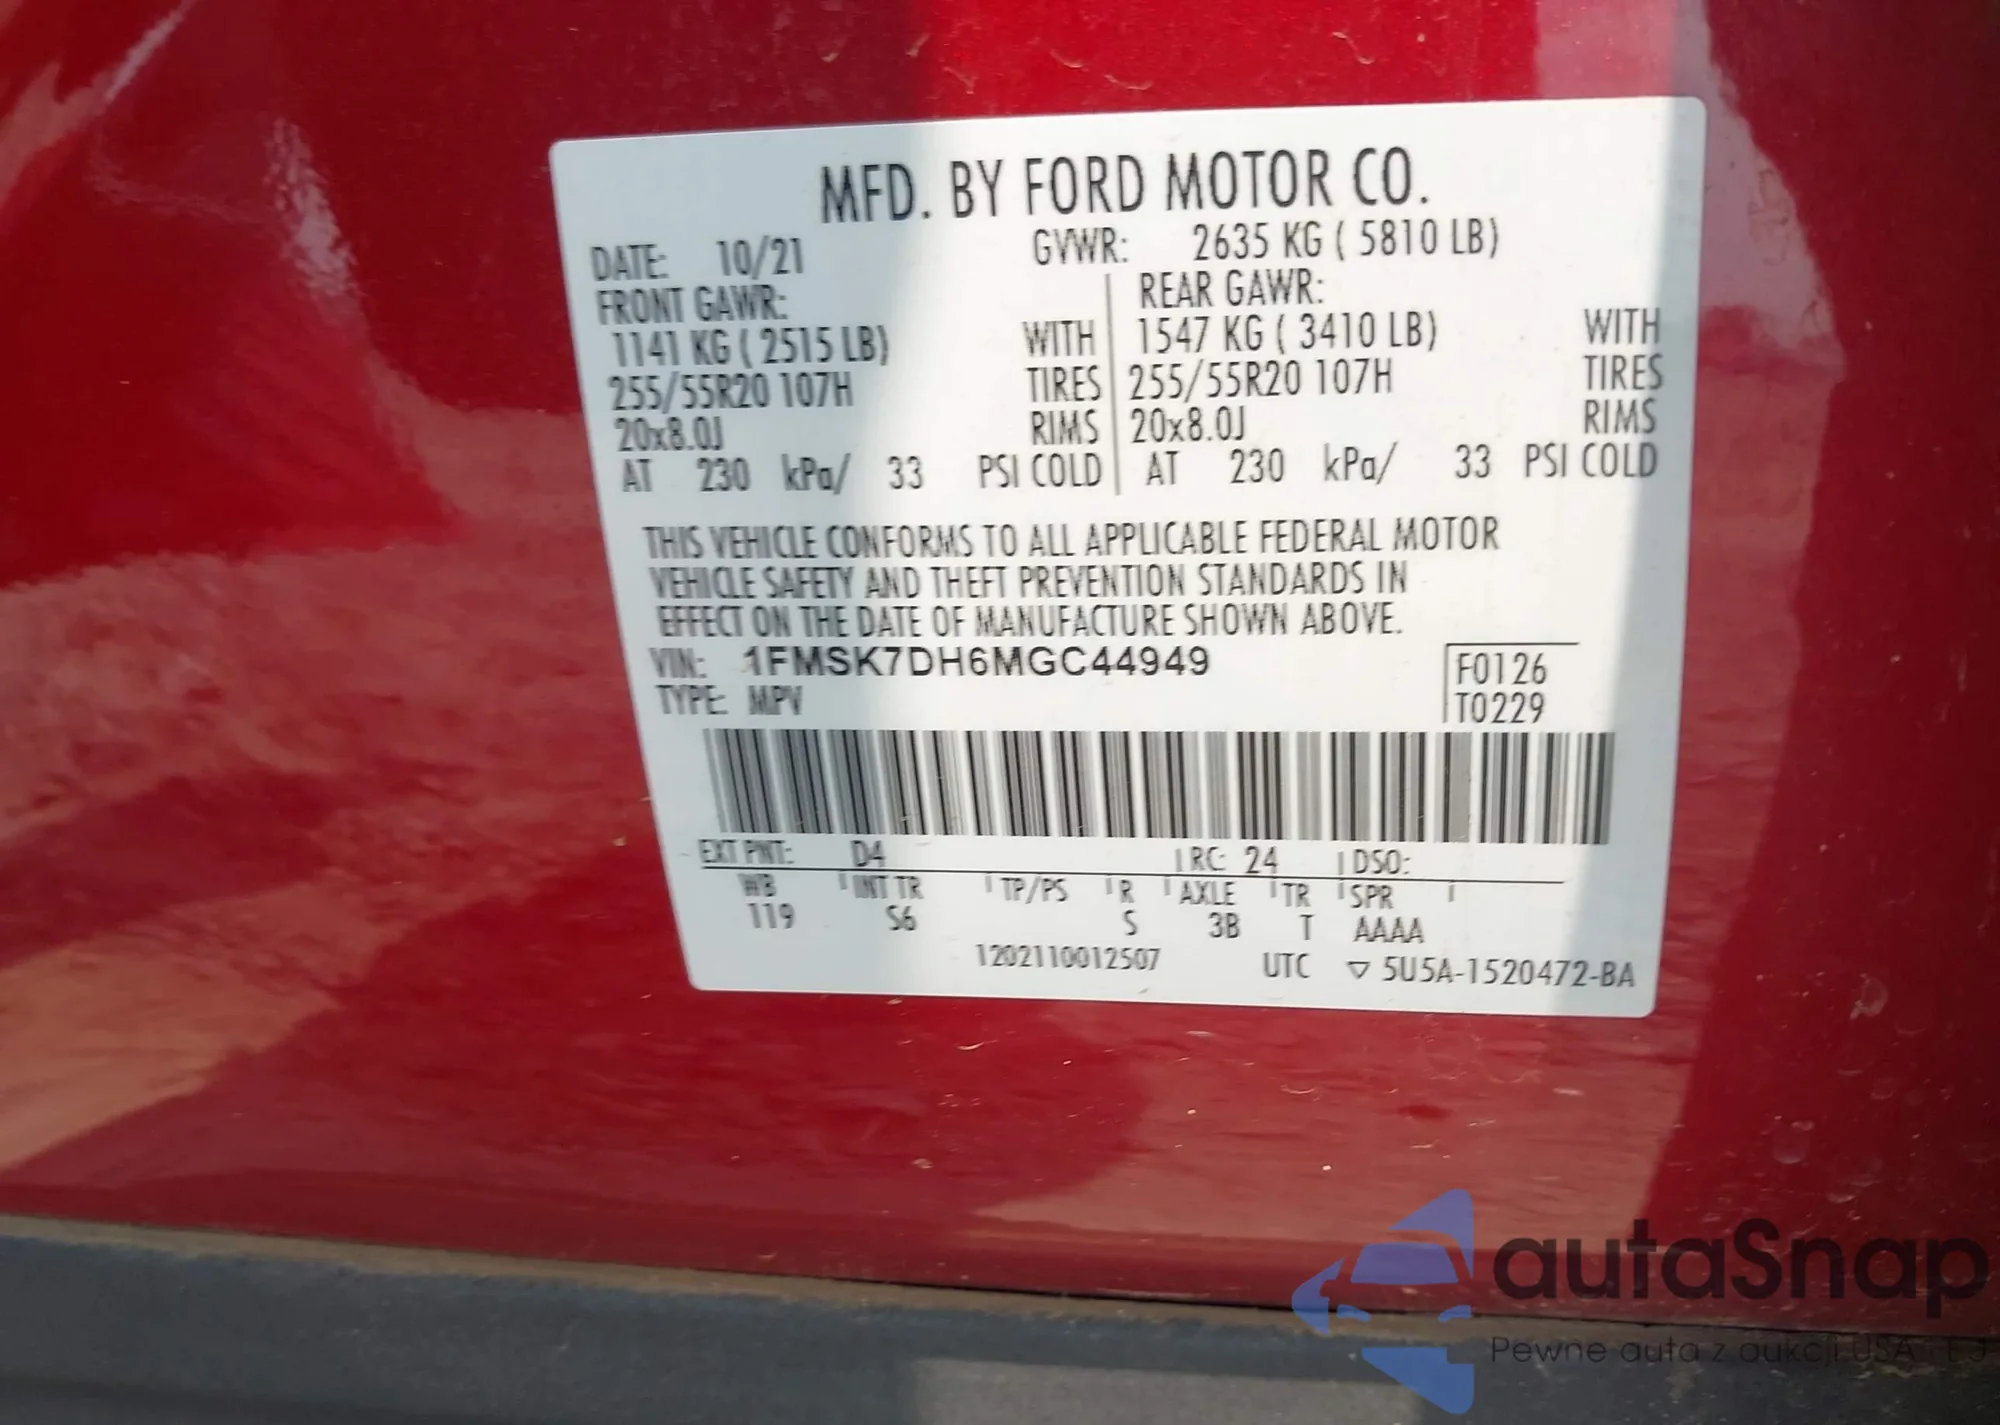 MFD. BY FORD MOTOR CO.
DATE: 10/21 GVWR: 2635 KG ( 5810 LB)
FRONT GAWR: REAR GAWR:
1141 KG ( 2515 LB) WITH 1547 KG ( 3410 LB) WITH
255/55R20 107H TIRES 255/55R20 107H TIRES
20x8.0J RIMS 20x8.0J RIMS
AT 230 kPa/ 33 PSI COLD AT 230 kPa/ 33 PSI COLD
THIS VEHICLE CONFORMS TO ALL APPLICABLE FEDERAL MOTOR
VEHICLE SAFETY AND THEFT PREVENTION STANDARDS IN
EFFECT ON THE DATE OF MANUFACTURE SHOWN ABOVE.
VIN: 1FMSK7DH6MGC44949 F0126
TYPE: MPV T0229
EXT PNT: D4 RC: 24 DSO:
WB INT TR TP/PS R AXLE TR SPR
119 S6 S 3B T AAAA
1202110012507 UTC ▽ 5U5A-1520472-BA
autaSnap
Pewne auta z aukcji USA i EU